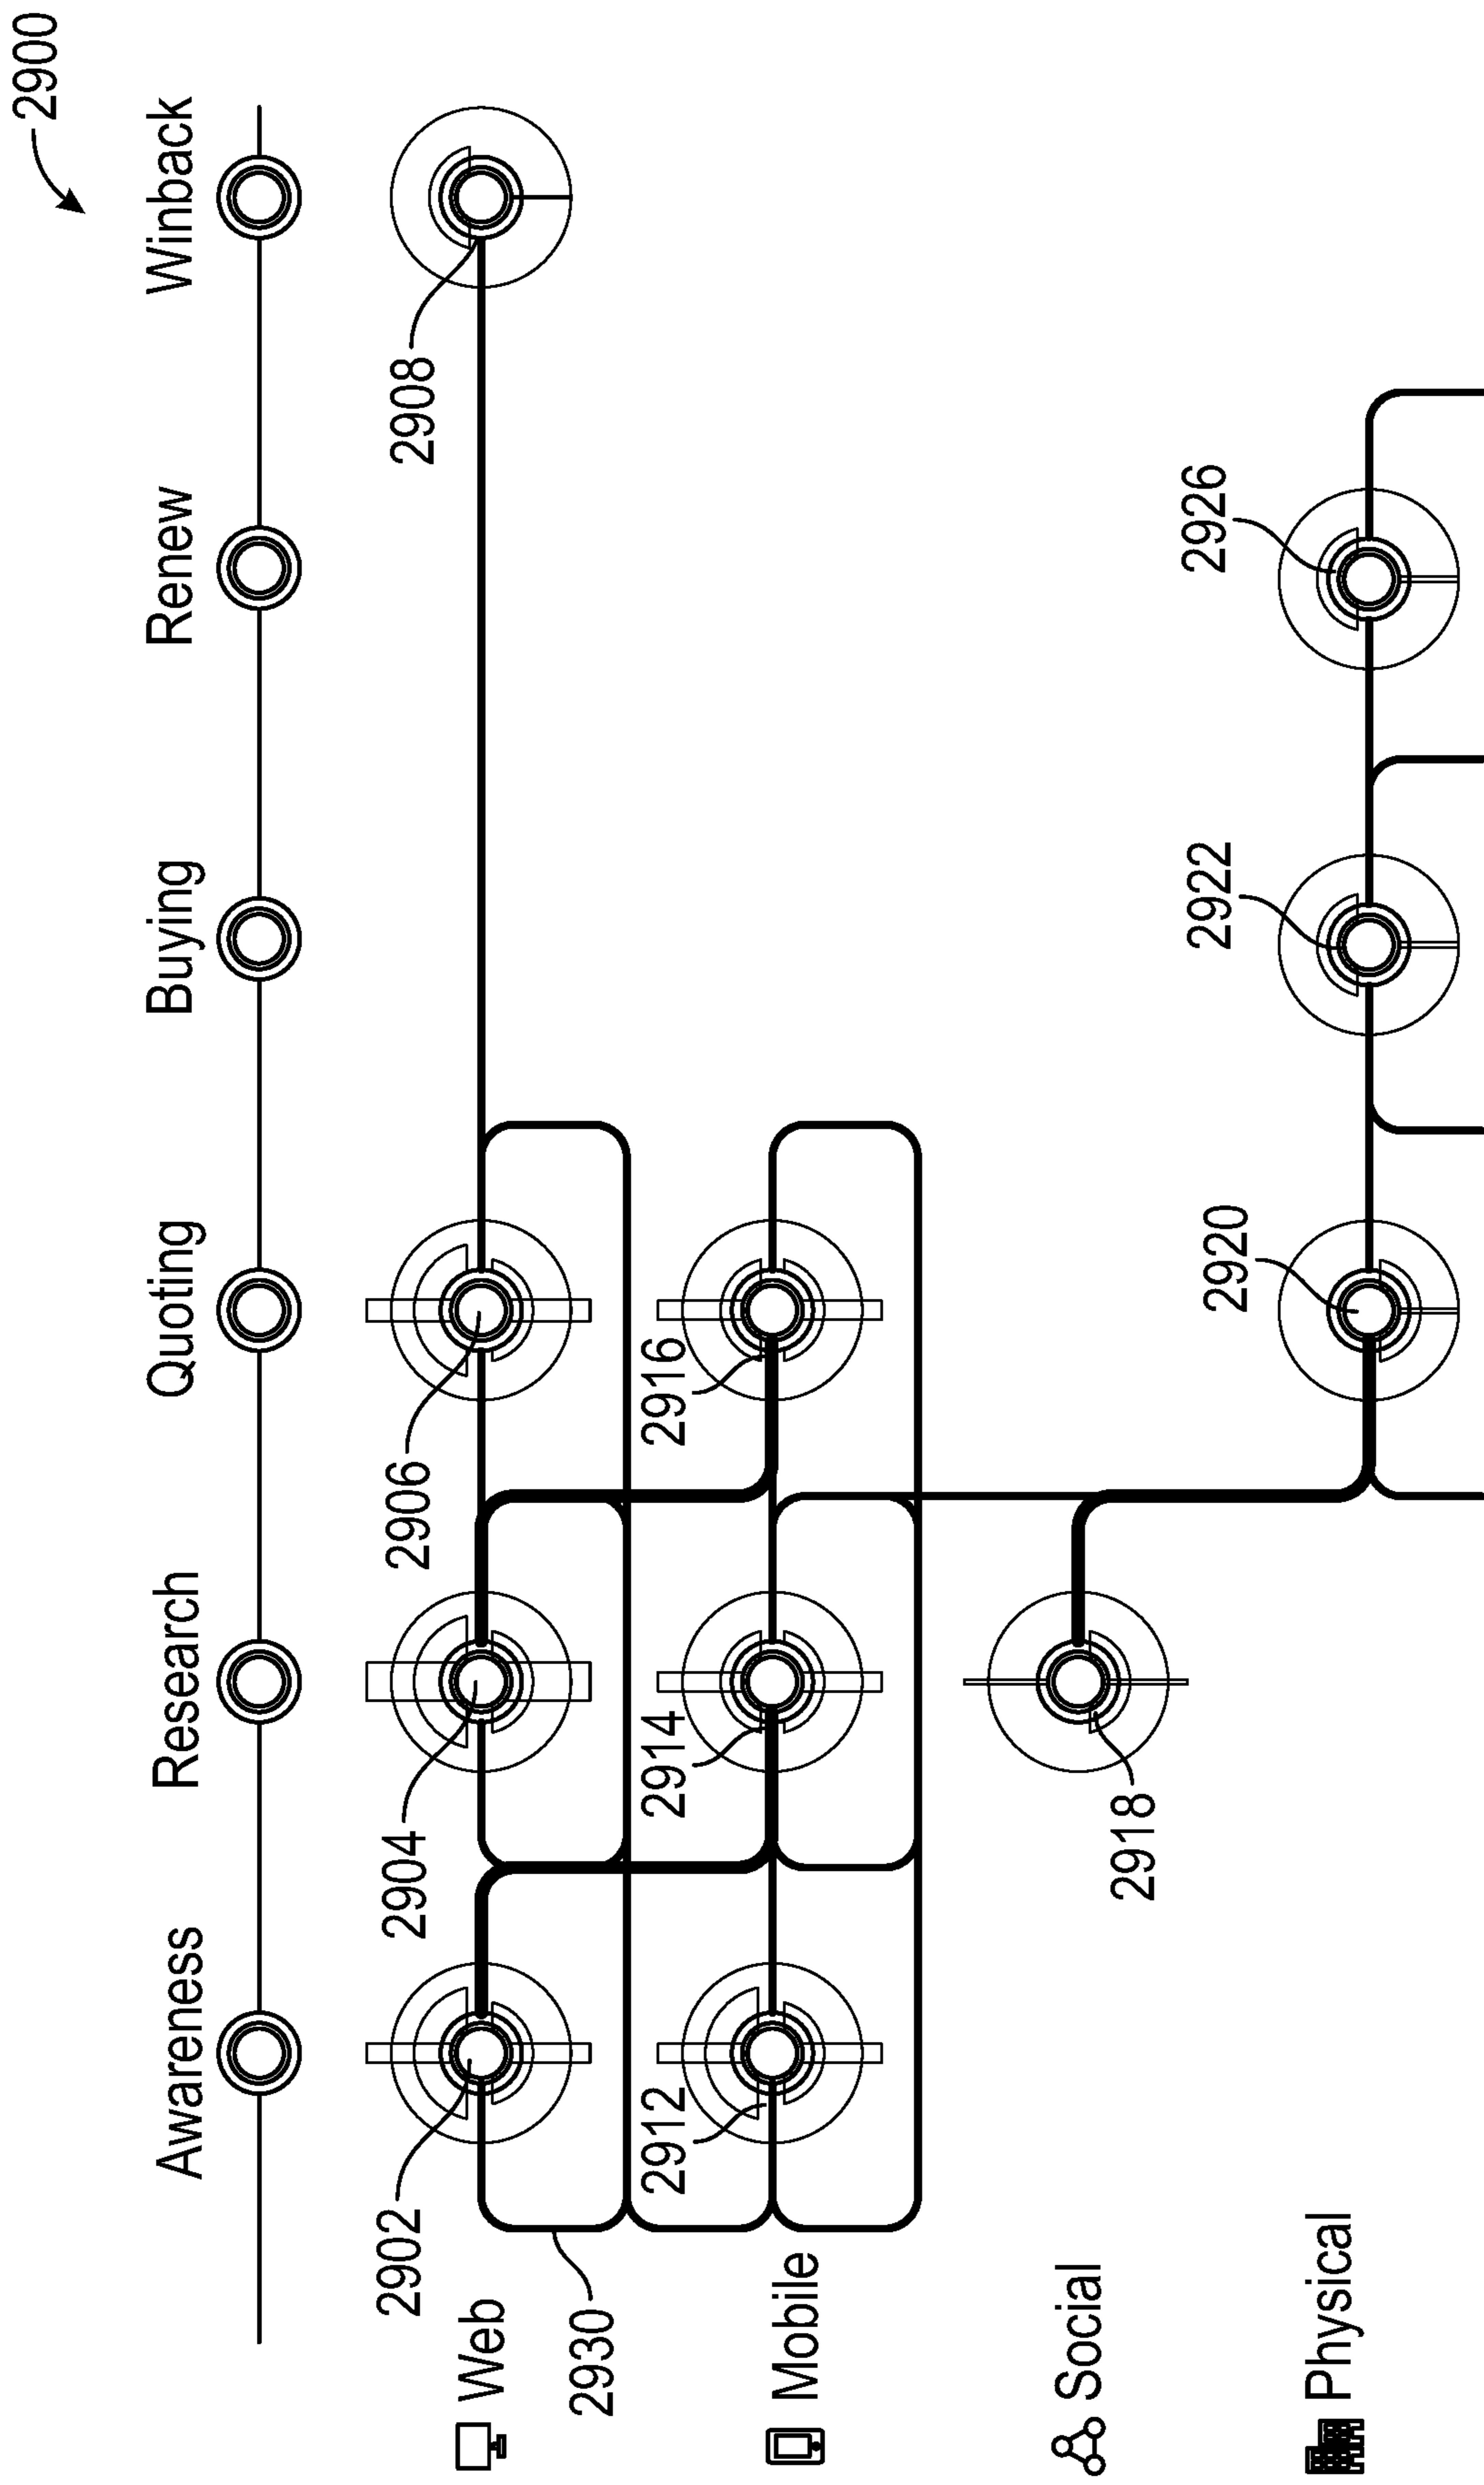 2900
Awareness
Research
Quoting
Buying
Renew
Winback
Web
2902
2904
2906
2908
2930
Mobile
2912
2914
2916
Social
2918
Physical
2920
2922
2926